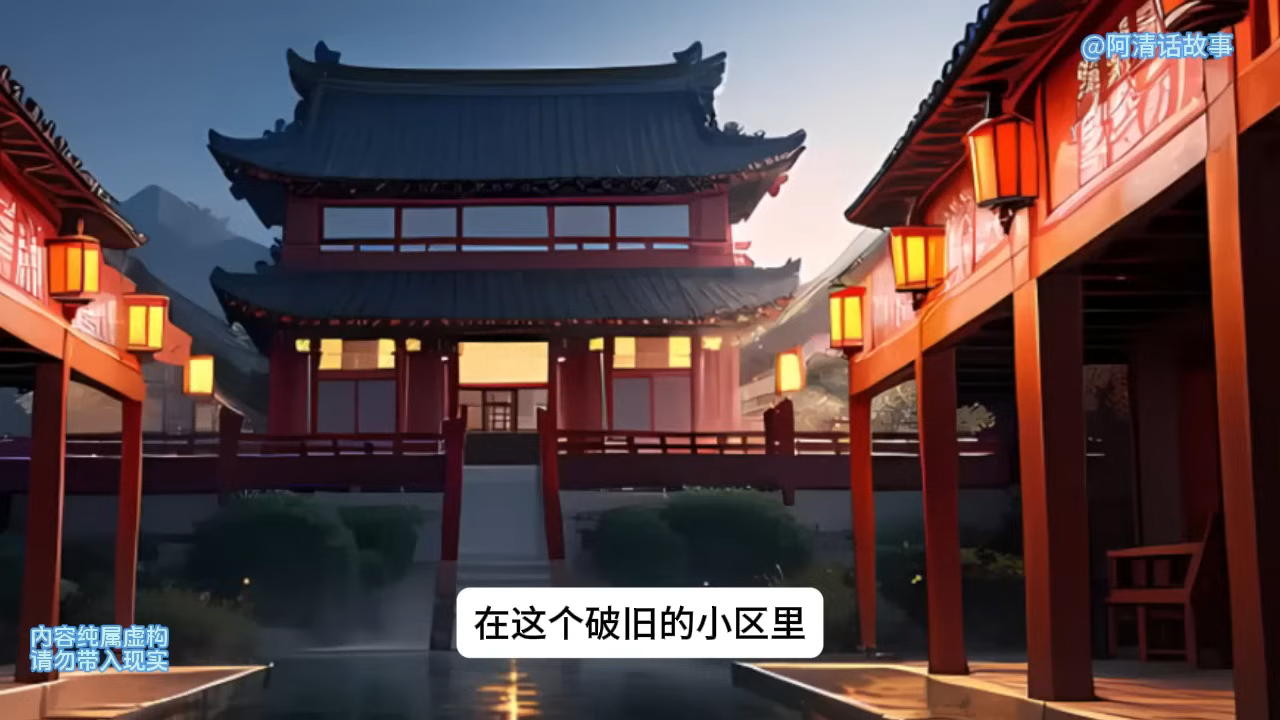 @阿清话故事
在这个破旧的小区里
内容纯属虚构
请勿带入现实